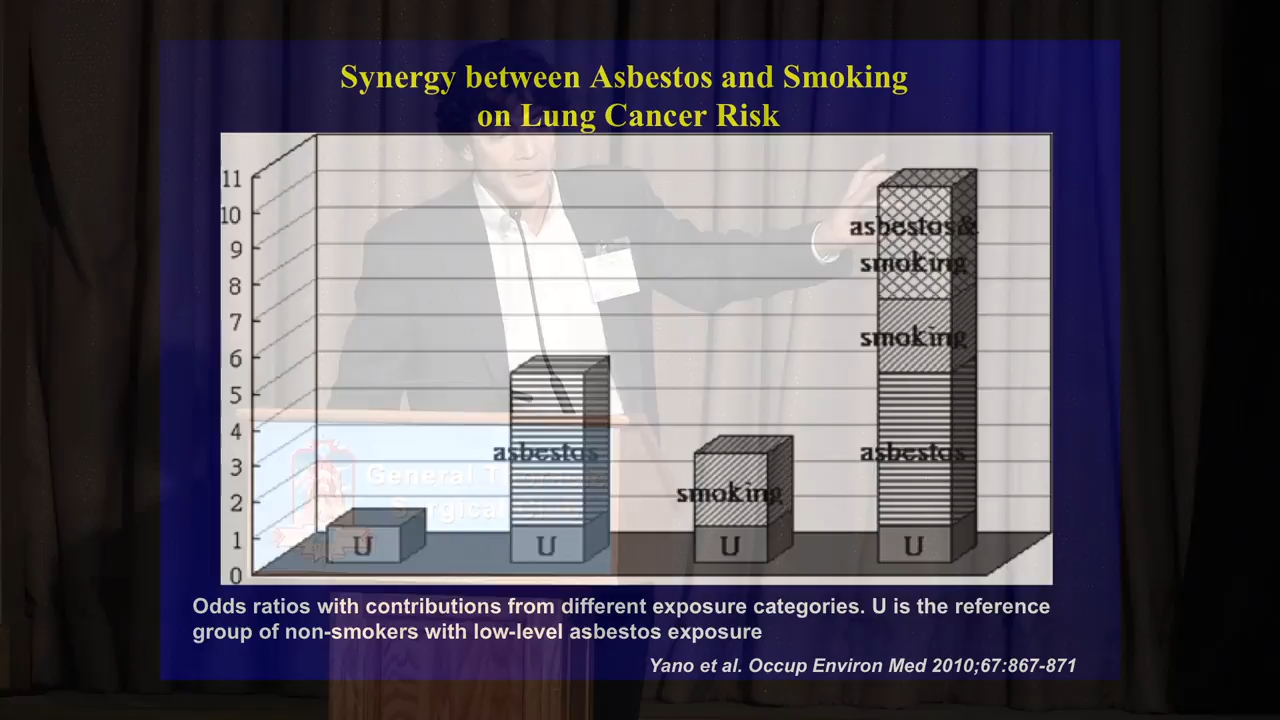 Synergy between Asbestos and Smoking
on Lung Cancer Risk
11
10
9
8
7
6
5
4
3
2
1
0
U
asbestos
U
smoking
U
asbestos&
smoking
smoking
asbestos
U
General
Surgical
Odds ratios with contributions from different exposure categories. U is the reference
group of non-smokers with low-level asbestos exposure
Yano et al. Occup Environ Med 2010;67:867-871